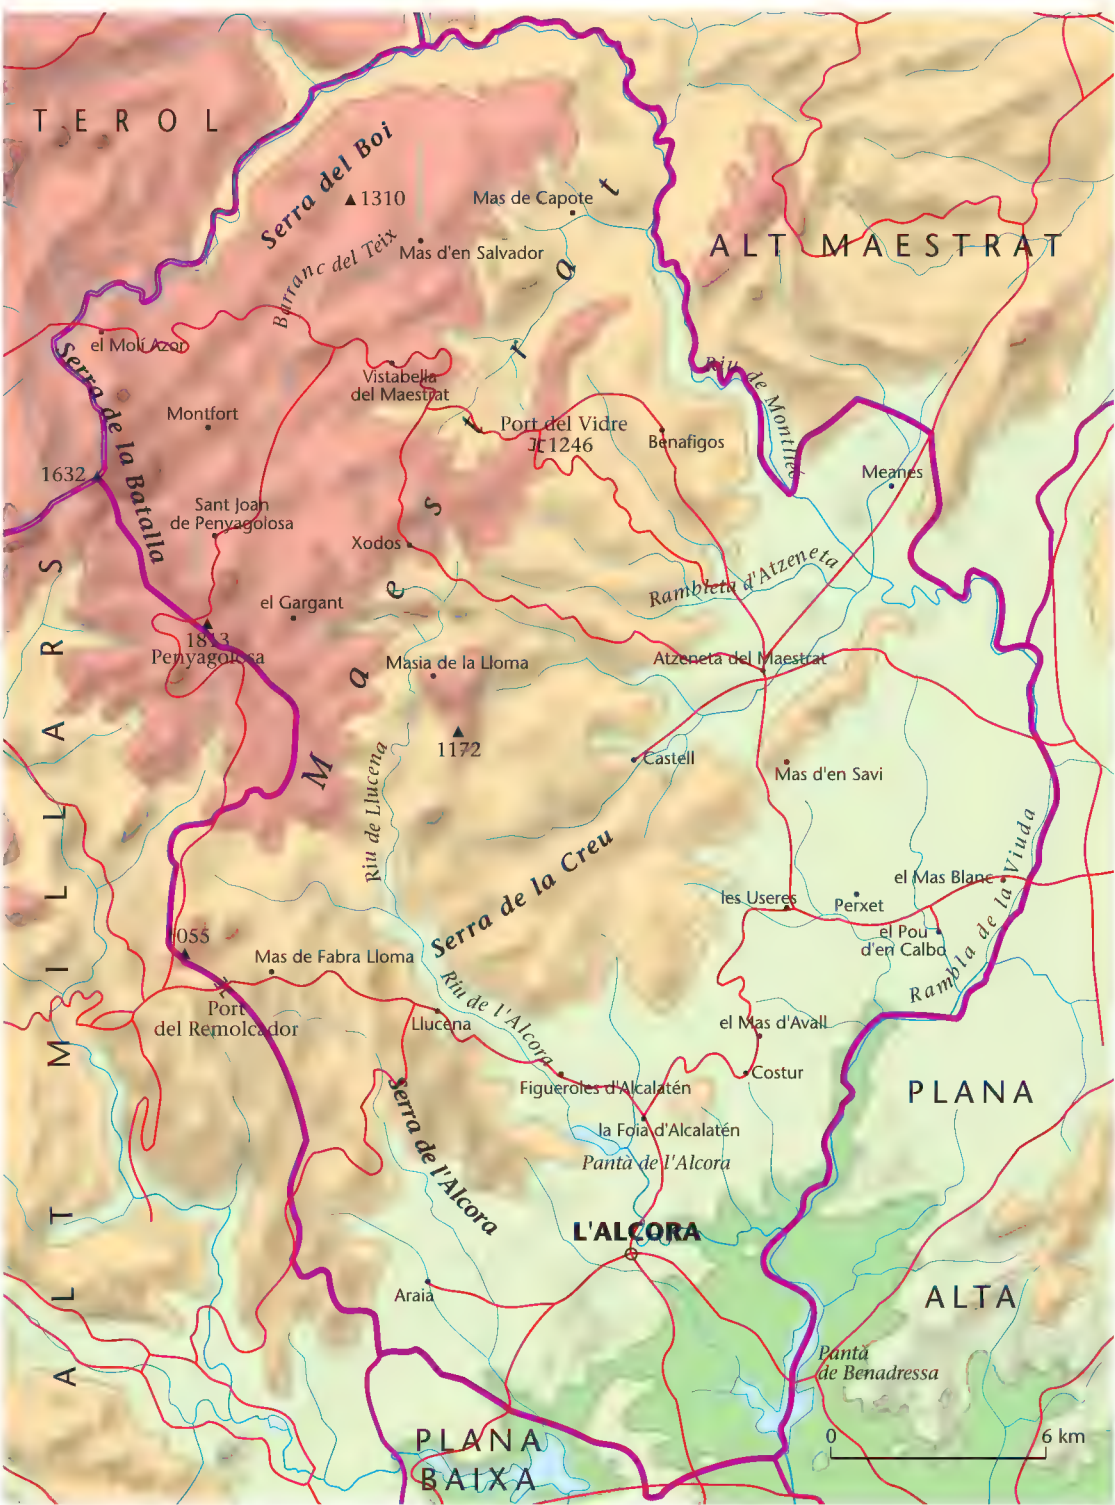 TEROL
Serra del Boi
1310
Mas de Capote
Mas d'en Salvador
Barranc del Teix
ALT MAESTRAT
el Molí Azor
Serra de la Batalla
Vistabella
del Maestrat
Montfort
Port del Vidre
1246
Benafigos
Riu de Montlleó
Meanes
1632
Sant Joan
de Penyagolosa
Xodos
Rambleta d'Atzeneta
el Gargant
1813
Penyagolosa
Masia de la Lloma
Atzeneta del Maestrat
Maestrat
1172
Castell
Mas d'en Savi
Riu de Llucena
Serra de la Creu
el Mas Blanc
les Useres
Perxet
el Pou
d'en Calbo
Rambla de la Viuda
1055
Mas de Fabra Lloma
Port
del Remolcador
Riu de l'Alcora
Llucena
el Mas d'Avall
Costur
Figueroles d'Alcalatén
la Foia d'Alcalatén
Pantà de l'Alcora
Serra de l'Alcora
PLANA
ALTA
L'ALCORA
Araia
ALT MILLARS
Pantà
de Benadressa
PLANA
BAIXA
0 6 km